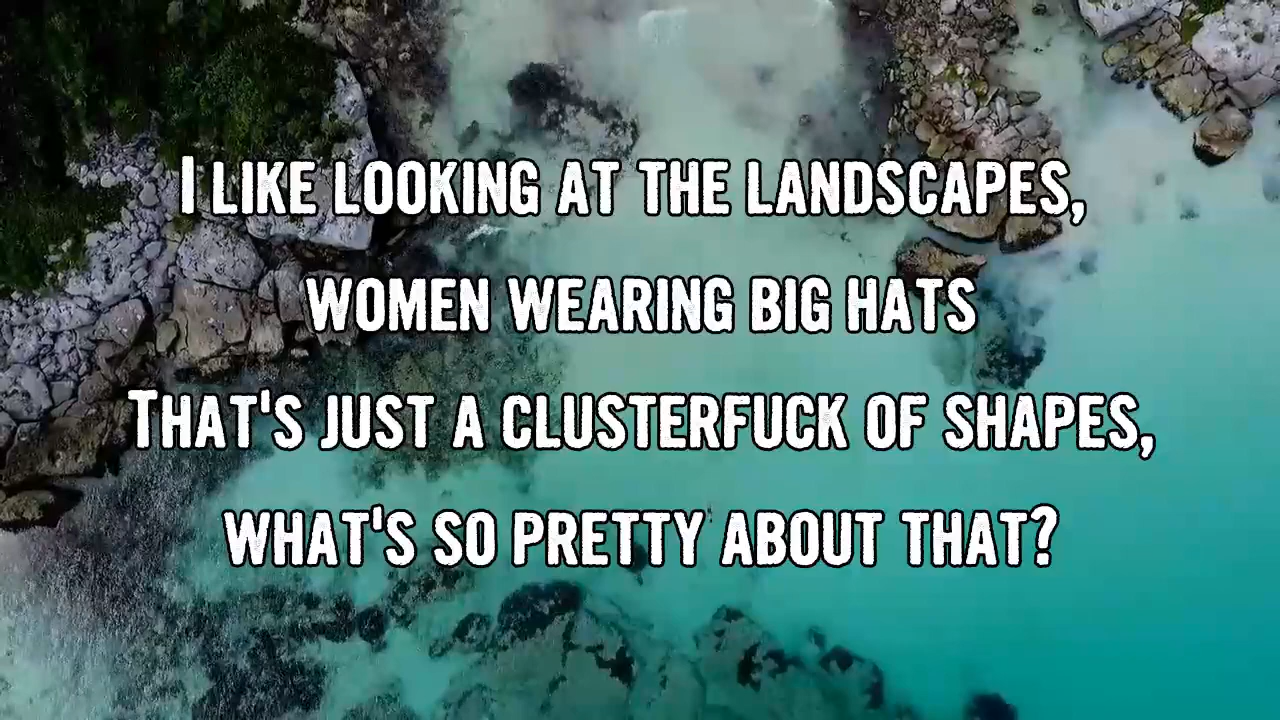 I LIKE LOOKING AT THE LANDSCAPES,
WOMEN WEARING BIG HATS
THAT'S JUST A CLUSTERFUCK OF SHAPES,
WHAT'S SO PRETTY ABOUT THAT?